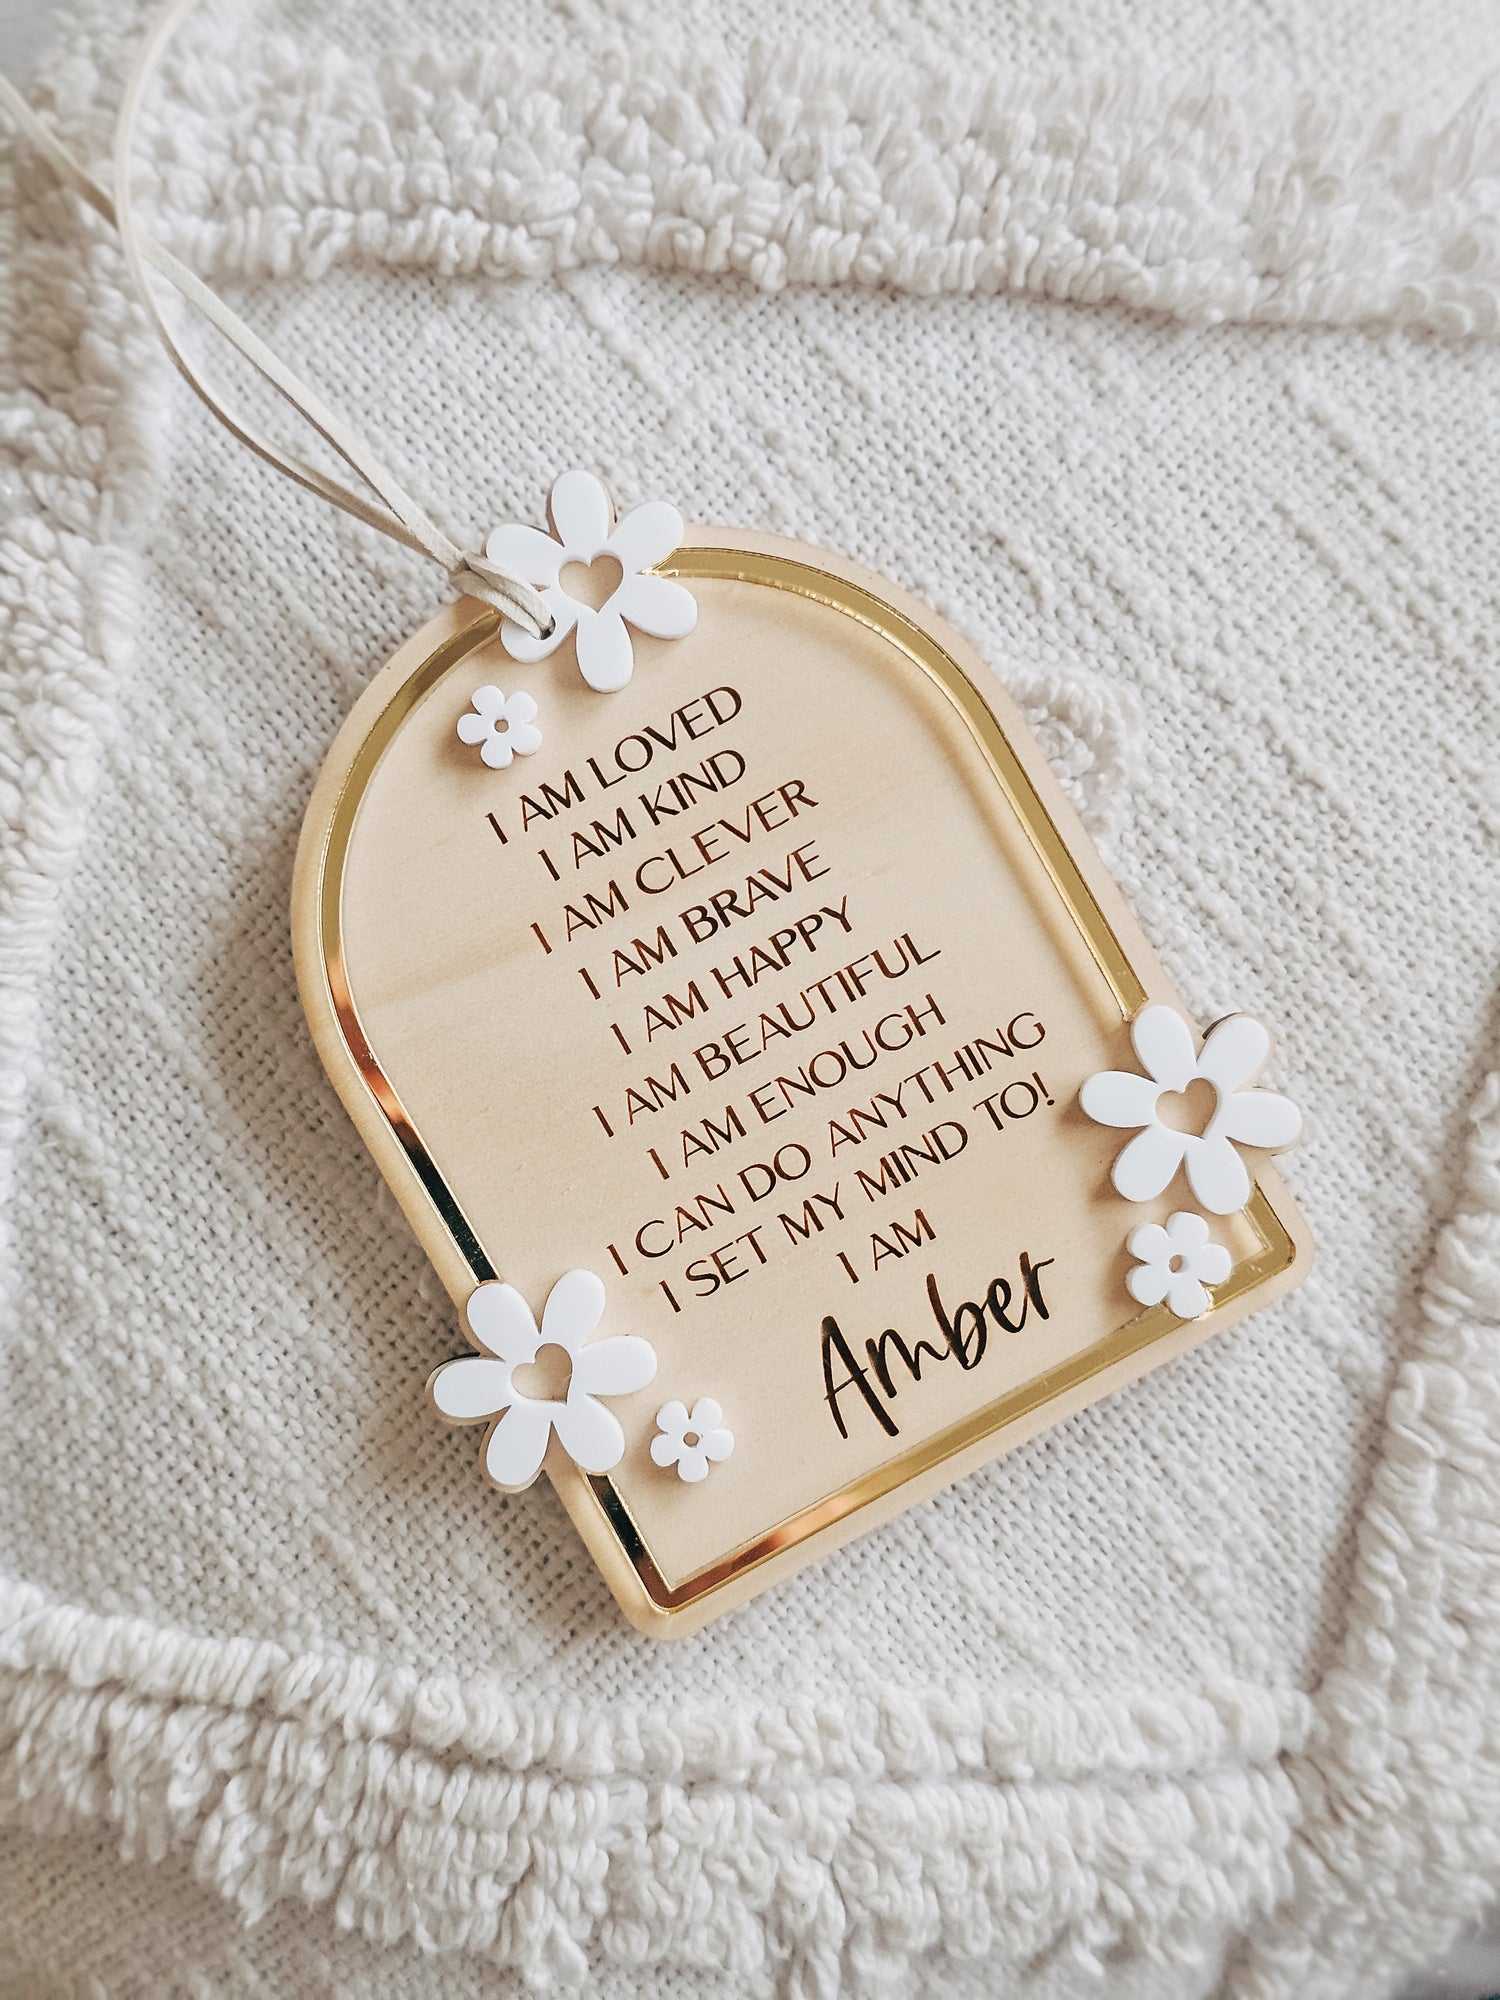 I AM LOVED
I AM KIND
I AM CLEVER
I AM BRAVE
I AM HAPPY
I AM BEAUTIFUL
I AM ENOUGH
I CAN DO ANYTHING
I SET MY MIND TO!
I AM
Amber